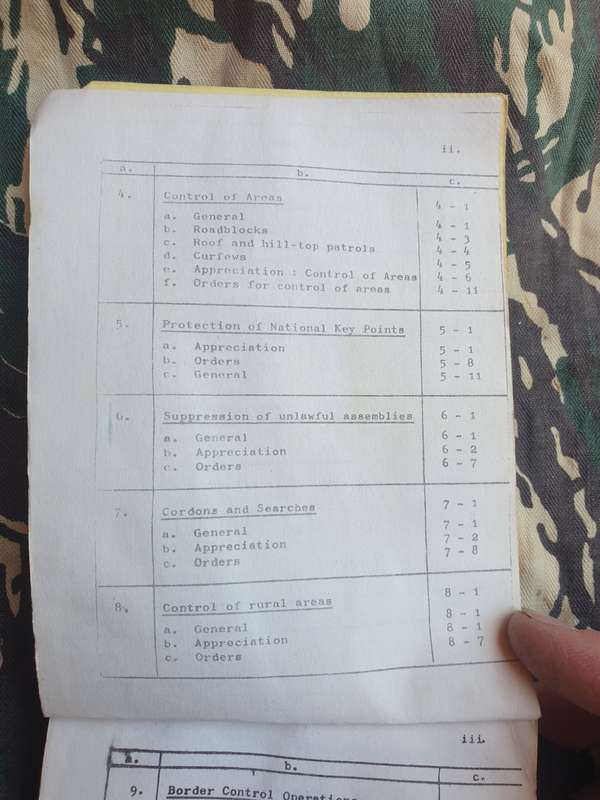 ii.
a. b. c.
4. Control of Areas 4 - 1
a. General 4 - 1
b. Roadblocks 4 - 3
c. Roof and hill-top patrols 4 - 4
d. Curfews 4 - 5
e. Appreciation : Control of Areas 4 - 6
f. Orders for control of areas 4 - 11
5. Protection of National Key Points 5 - 1
a. Appreciation 5 - 1
b. Orders 5 - 8
c. General 5 - 11
6. Suppression of unlawful assemblies 6 - 1
a. General 6 - 1
b. Appreciation 6 - 2
c. Orders 6 - 7
7. Cordons and Searches 7 - 1
a. General 7 - 1
b. Appreciation 7 - 2
c. Orders 7 - 8
8. Control of rural areas 8 - 1
a. General 8 - 1
b. Appreciation 8 - 1
c. Orders 8 - 7
iii.
a. b. c.
9. Border Control Operations